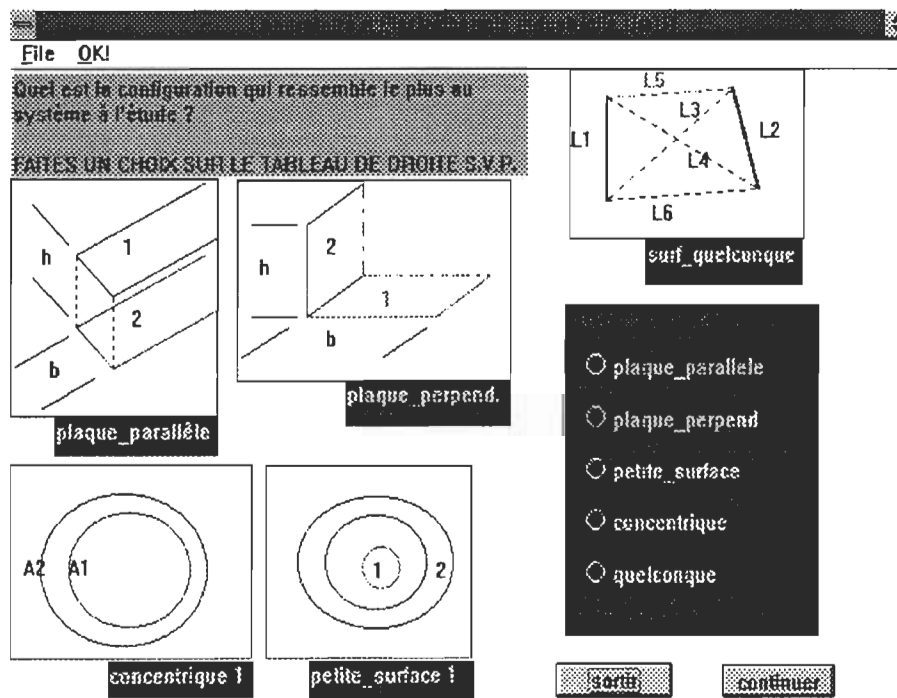 File OK!
Quel est la configuration qui ressemble le plus au
système à l'étude ?
FAITES UN CHOIX SUR LE TABLEAU DE DROITE S.V.P.
h
1
2
b
plaque_parallèle
h
2
1
b
plaque_perpend.
L5
L1
L3
L2
L4
L6
surf_quelconque
plaque_parallele
plaque_perpend
petite_surface
concentrique
quelconque
A2 A1
concentrique 1
1 2
petite_surface 1
sortir
continuer